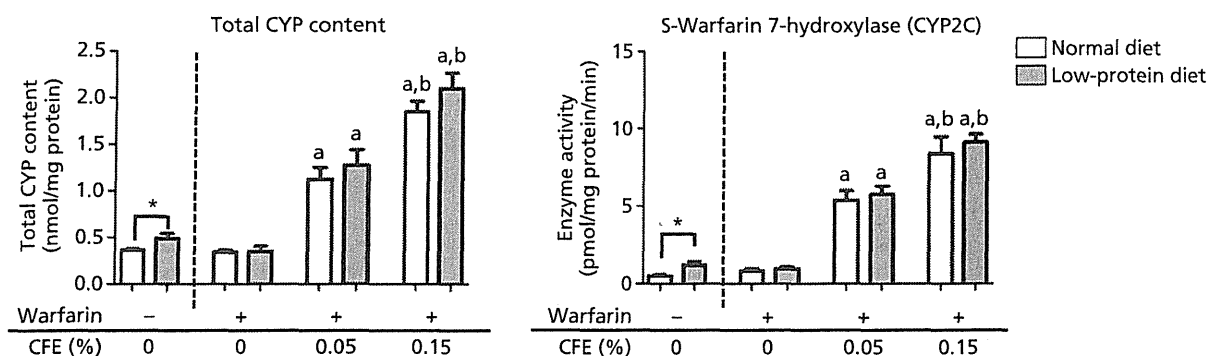 Total CYP content
Total CYP content
(nmol/mg protein)
2.5
2.0
1.5
1.0
0.5
0.0
*
a
a
a,b
a,b
Warfarin – + + +
CFE (%) 0 0 0.05 0.15
S-Warfarin 7-hydroxylase (CYP2C)
Enzyme activity
(pmol/mg protein/min)
15
10
5
0
*
a
a
a,b a,b
Warfarin – + + +
CFE (%) 0 0 0.05 0.15
Normal diet
Low-protein diet